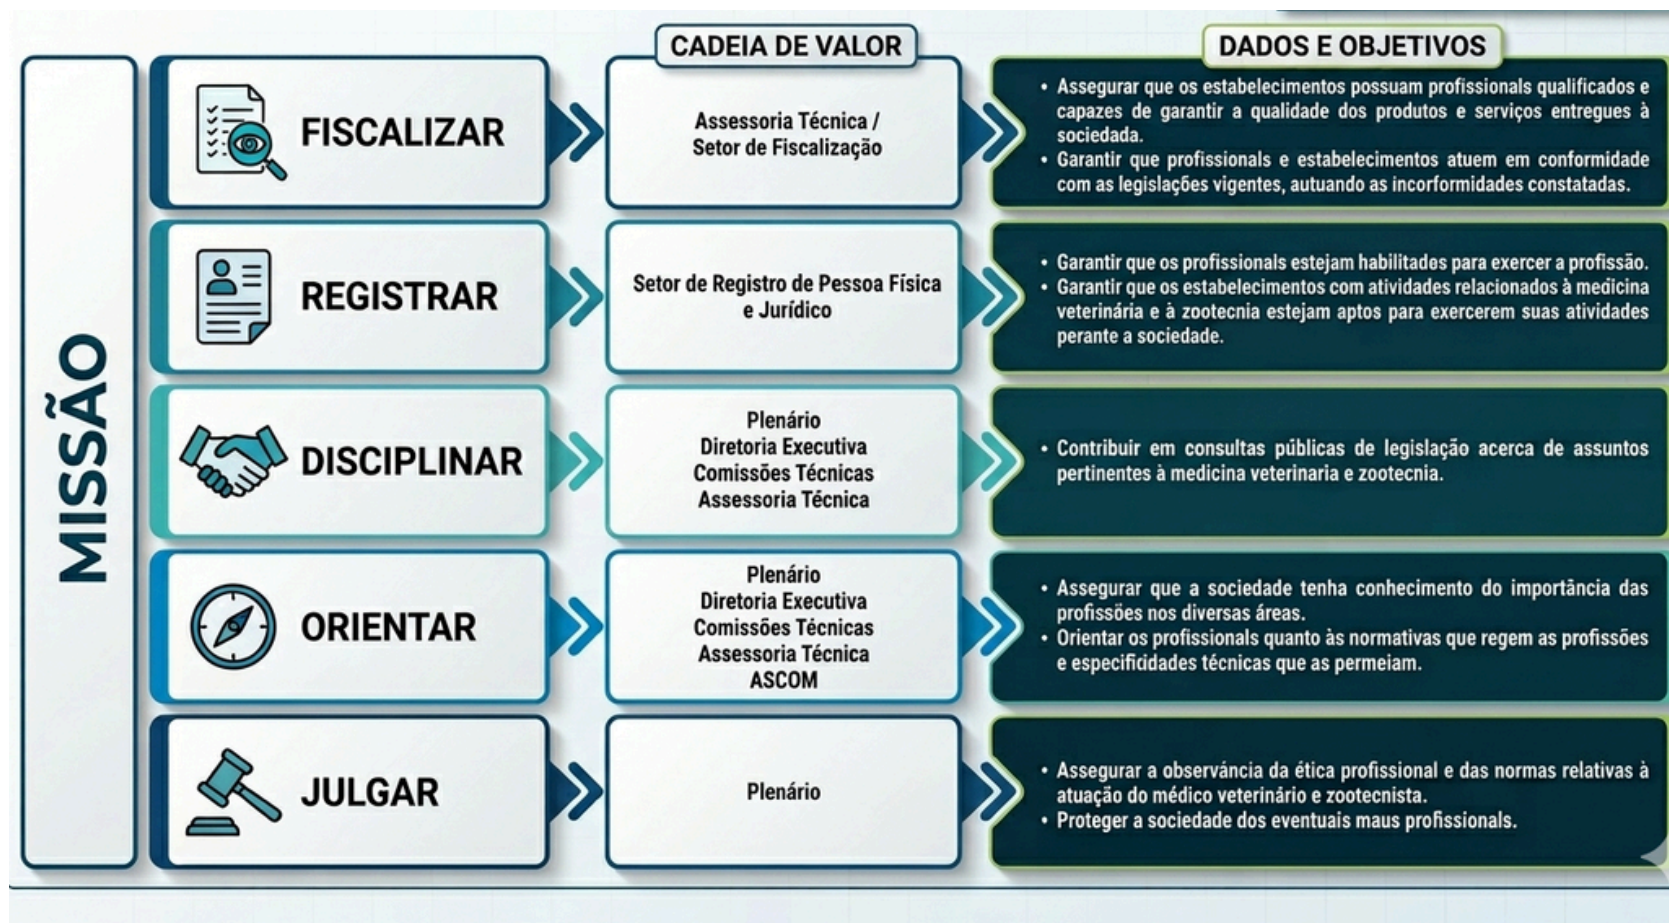 MISSÃO
CADEIA DE VALOR
DADOS E OBJETIVOS
FISCALIZAR
Assessoria Técnica /
Setor de Fiscalização
• Assegurar que os estabelecimentos possuam profissionals qualificados e
capazes de garantir a qualidade dos produtos e serviços entregues à
sociedada.
• Garantir que profissionals e estabelecimentos atuem em conformidade
com as legislações vigentes, autuando as incorformidades constatadas.
REGISTRAR
Setor de Registro de Pessoa Física
e Jurídico
• Garantir que os profissionals estejam habilitados para exercer a profissão.
• Garantir que os estabelecimentos com atividades relacionados à medicina
veterinária e à zootecnia estejam aptos para exercerem suas atividades
perante a sociedade.
DISCIPLINAR
Plenário
Diretoria Executiva
Comissões Técnicas
Assessoria Técnica
• Contribuir em consultas públicas de legislação acerca de assuntos
pertinentes à medicina veterinaria e zootecnia.
ORIENTAR
Plenário
Diretoria Executiva
Comissões Técnicas
Assessoria Técnica
ASCOM
• Assegurar que a sociedade tenha conhecimento do importância das
profissões nos diversas áreas.
• Orientar os profissionals quanto às normativas que regem as profissões
e especificidades técnicas que as permeiam.
JULGAR
Plenário
• Assegurar a observância da ética profissional e das normas relativas à
atuação do médico veterinário e zootecnista.
• Proteger a sociedade dos eventuais maus profissionals.